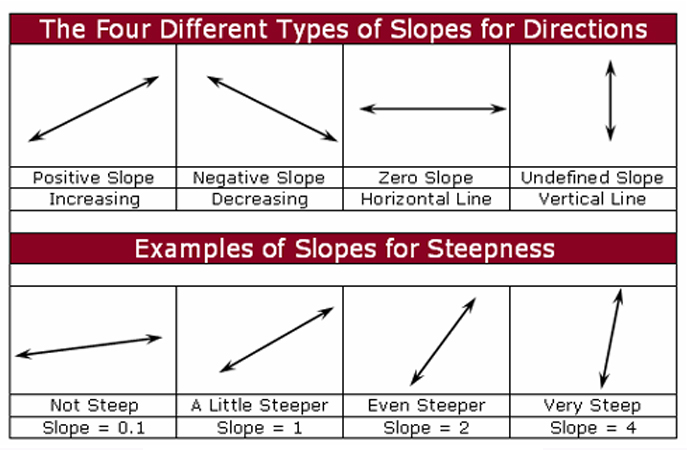 The Four Different Types of Slopes for Directions
Positive Slope Negative Slope Zero Slope Undefined Slope
Increasing Decreasing Horizontal Line Vertical Line
Examples of Slopes for Steepness
Not Steep A Little Steeper Even Steeper Very Steep
Slope = 0.1 Slope = 1 Slope = 2 Slope = 4